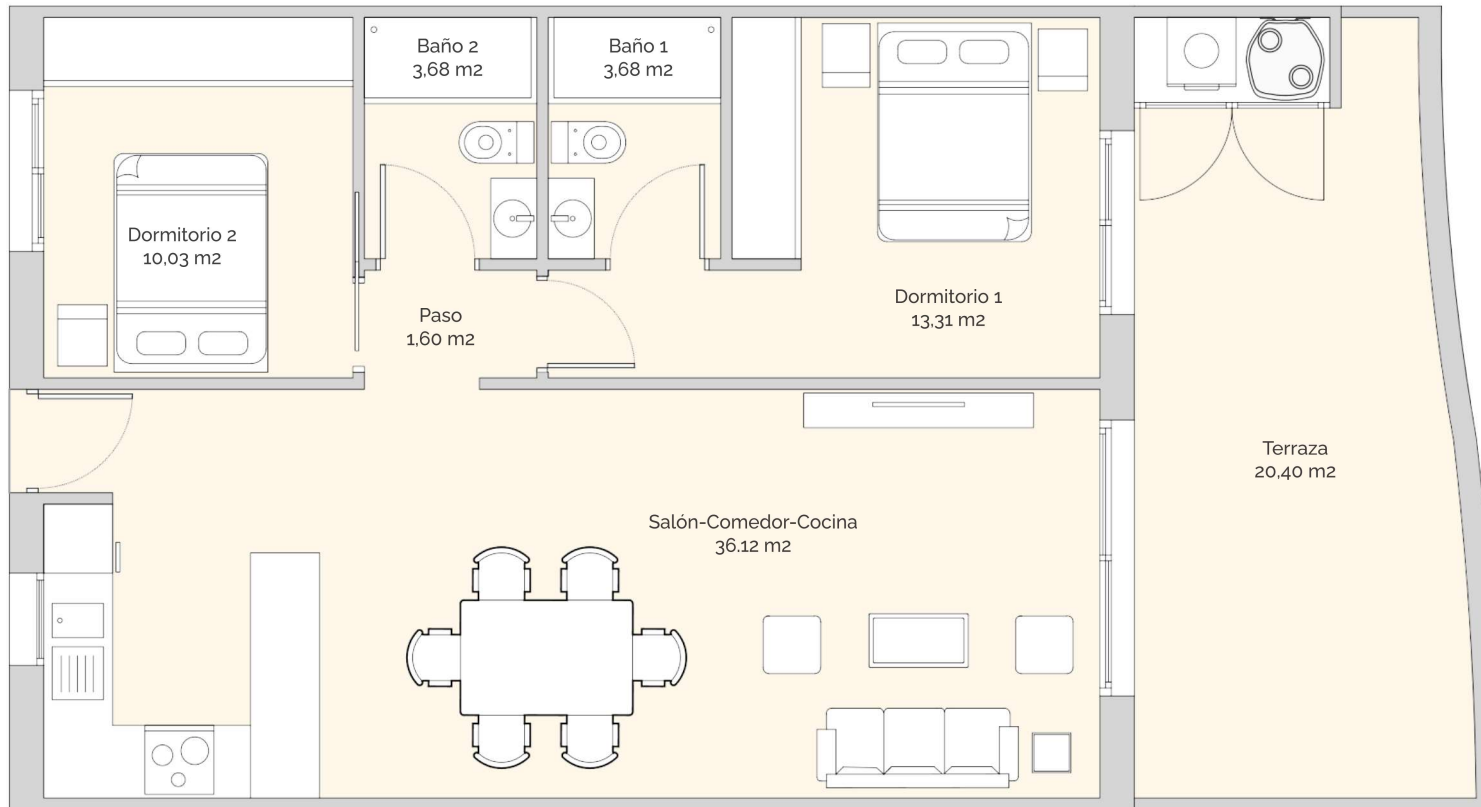 Baño 2
3,68 m2
Baño 1
3,68 m2
Dormitorio 2
10,03 m2
Paso
1,60 m2
Dormitorio 1
13,31 m2
Terraza
20,40 m2
Salón-Comedor-Cocina
36.12 m2